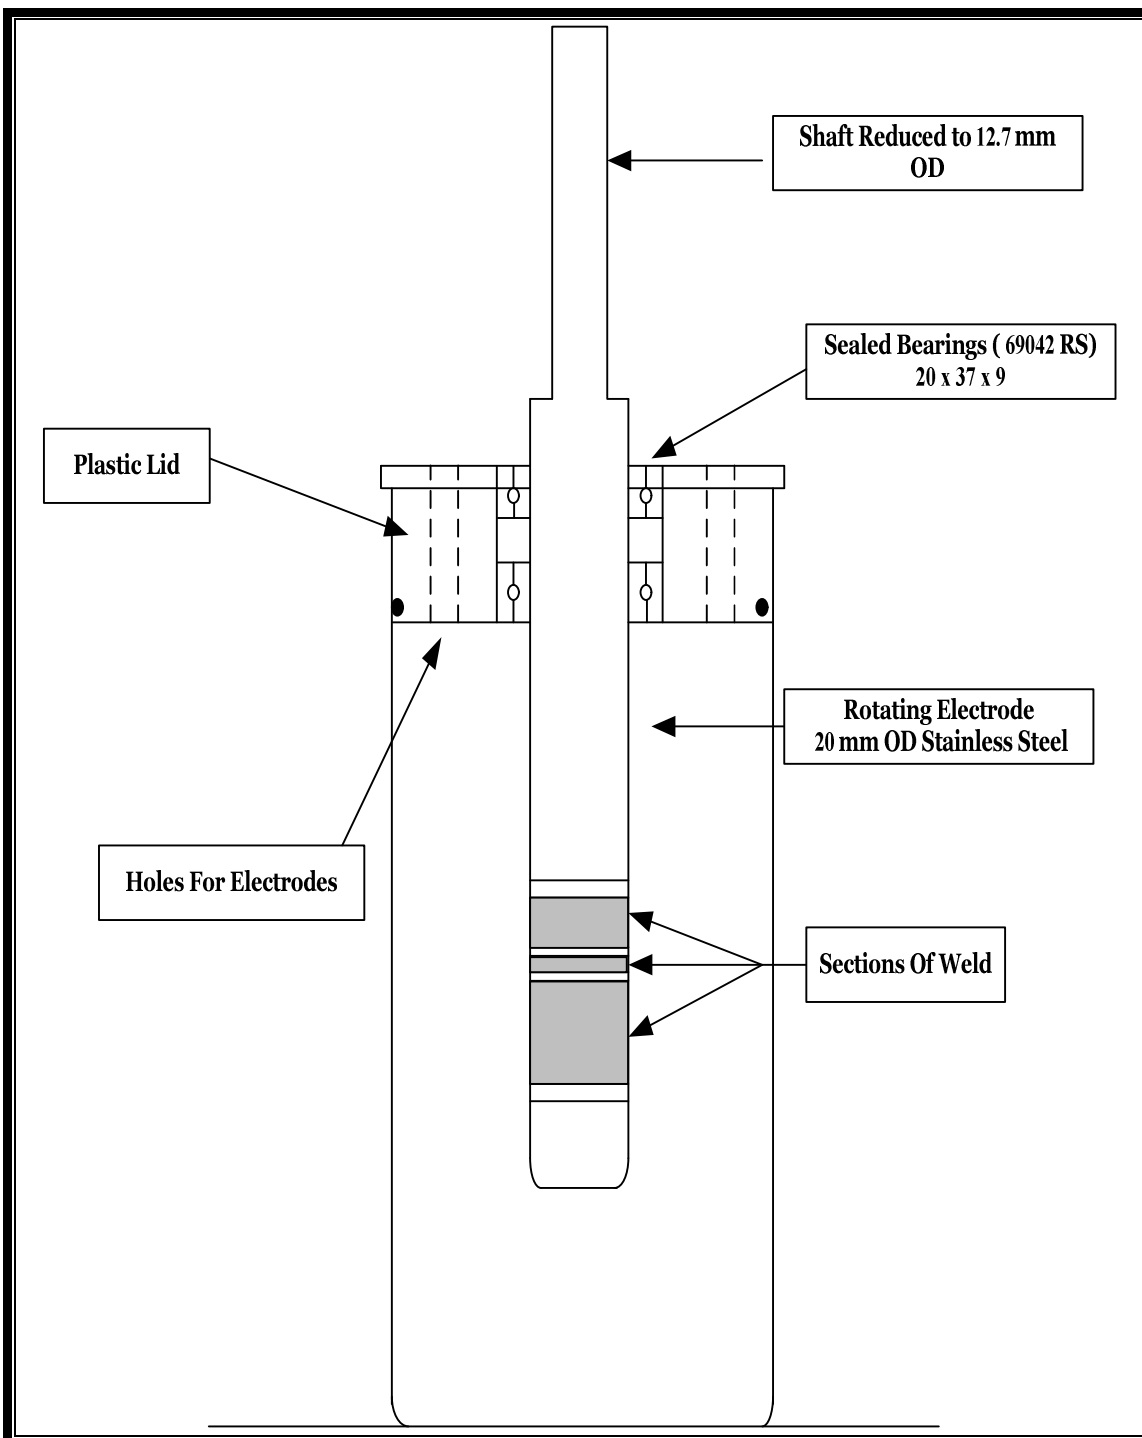 Shaft Reduced to 12.7 mm
OD
Sealed Bearings ( 69042 RS)
20 x 37 x 9
Plastic Lid
Rotating Electrode
20 mm OD Stainless Steel
Holes For Electrodes
Sections Of Weld